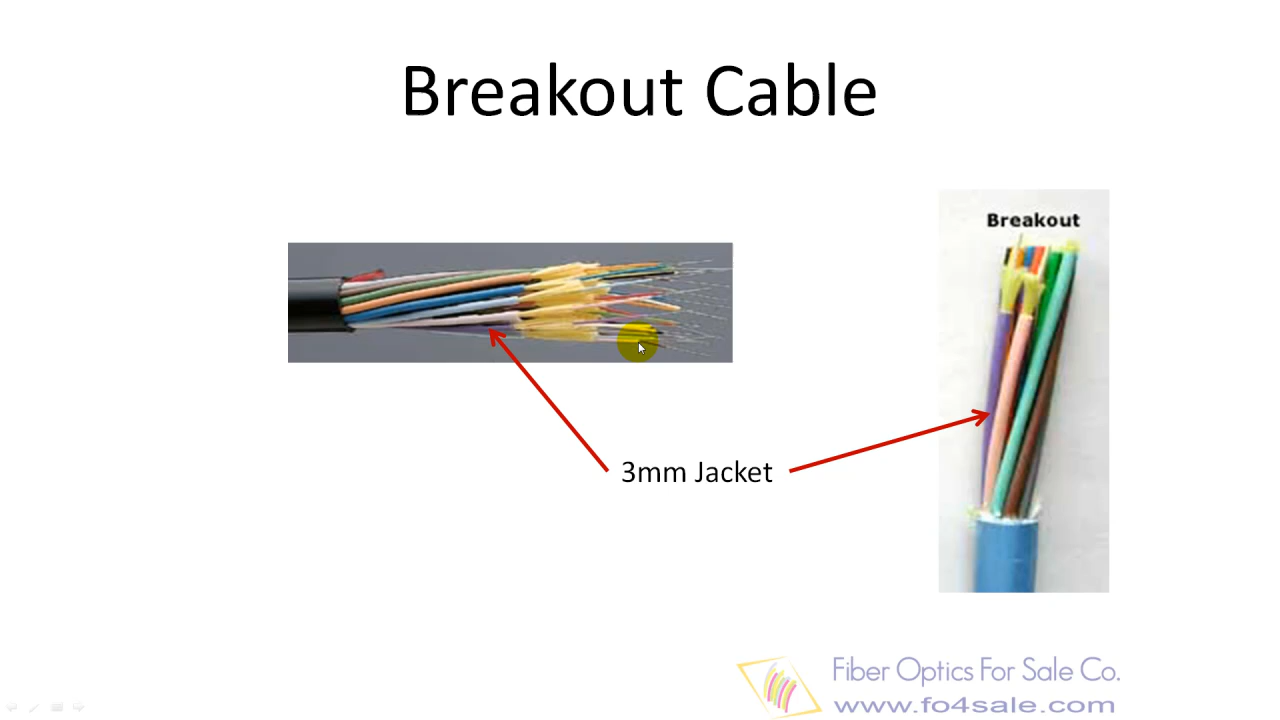 Breakout Cable
Breakout
3mm Jacket
Fiber Optics For Sale Co.
www.fo4sale.com